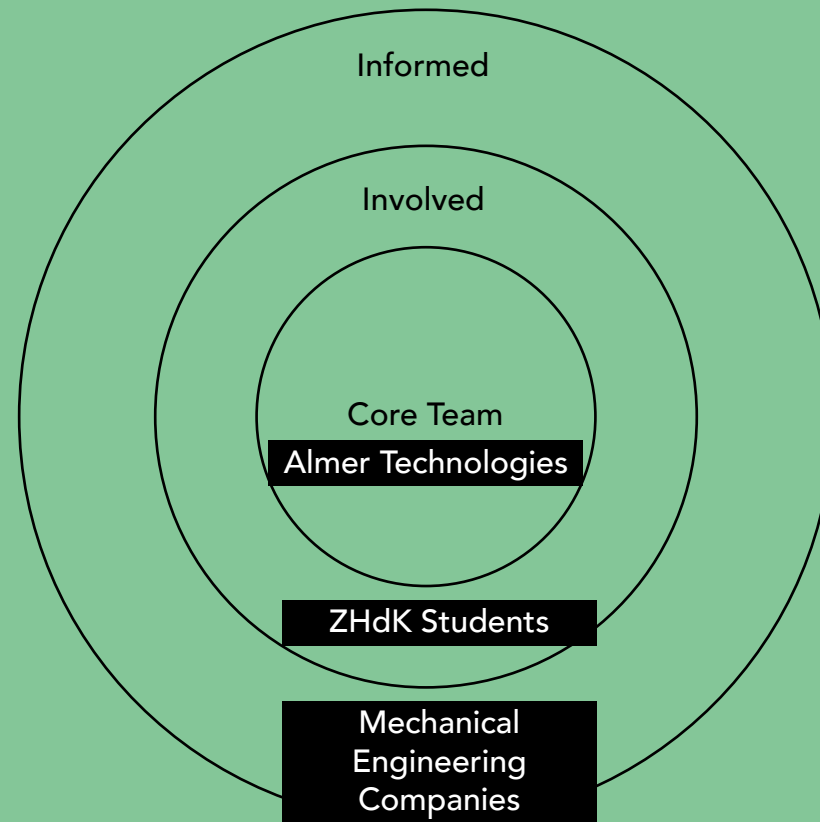 Informed
Involved
Core Team
Almer Technologies
ZHdK Students
Mechanical
Engineering
Companies